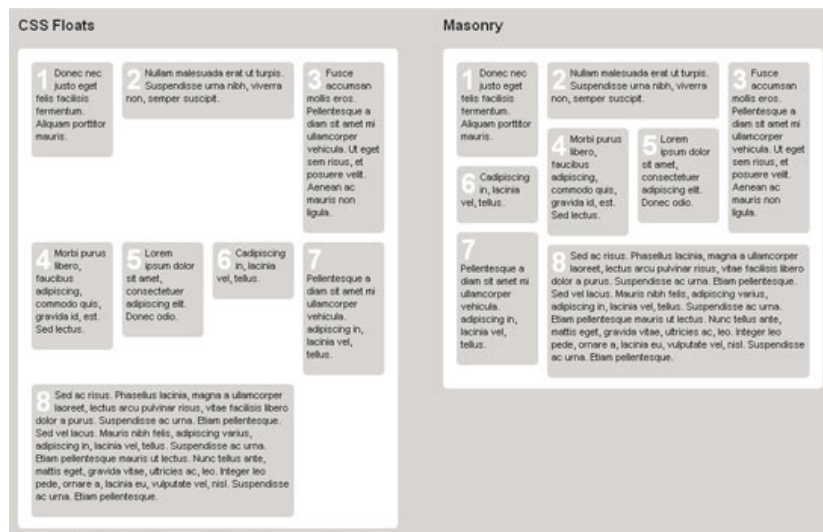 CSS Floats
1 Donec nec
justo eget
felis facilisis
fermentum.
Aliquam porttitor
mauris.
2 Nullam malesuada erat ut turpis.
Suspendisse urna nibh, viverra
non, semper suscipit.
3 Fusce
accumsan
mollis eros.
Pellentesque a
diam sit amet mi
ullamcorper
vehicula. Ut eget
sem risus, et
posuere velit.
Aenean ac
mauris non
ligula.
4 Morbi purus
libero,
faucibus
adipiscing,
commodo quis,
gravida id, est.
Sed lectus.
5 Lorem
ipsum dolor
sit amet,
consectetuer
adipiscing elit.
Donec odio.
6 Cadipiscing
in, lacinia
vel, tellus.
7
Pellentesque a
diam sit amet mi
ullamcorper
vehicula.
adipiscing in,
lacinia vel,
tellus.
8 Sed ac risus. Phasellus lacinia, magna a ullamcorper
laoreet, lectus arcu pulvinar risus, vitae facilisis libero
dolor a purus. Suspendisse ac urna. Etiam pellentesque.
Sed vel lacus. Mauris nibh felis, adipiscing varius,
adipiscing in, lacinia vel, tellus. Suspendisse ac urna.
Etiam pellentesque mauris ut lectus. Nunc tellus ante,
mattis eget, gravida vitae, ultricies ac, leo. Integer leo
pede, ornare a, lacinia eu, vulputate vel, nisl. Suspendisse
ac urna. Etiam pellentesque.
Masonry
1 Donec nec
justo eget
felis facilisis
fermentum.
Aliquam porttitor
mauris.
2 Nullam malesuada erat ut turpis.
Suspendisse urna nibh, viverra
non, semper suscipit.
3 Fusce
accumsan
mollis eros.
Pellentesque a
diam sit amet mi
ullamcorper
vehicula. Ut eget
sem risus, et
posuere velit.
Aenean ac
mauris non
ligula.
4 Morbi purus
libero,
faucibus
adipiscing,
commodo quis,
gravida id, est.
Sed lectus.
5 Lorem
ipsum dolor
sit amet,
consectetuer
adipiscing elit.
Donec odio.
6 Cadipiscing
in, lacinia
vel, tellus.
7
Pellentesque a
diam sit amet mi
ullamcorper
vehicula.
adipiscing in,
lacinia vel,
tellus.
8 Sed ac risus. Phasellus lacinia, magna a ullamcorper
laoreet, lectus arcu pulvinar risus, vitae facilisis libero
dolor a purus. Suspendisse ac urna. Etiam pellentesque.
Sed vel lacus. Mauris nibh felis, adipiscing varius,
adipiscing in, lacinia vel, tellus. Suspendisse ac urna.
Etiam pellentesque mauris ut lectus. Nunc tellus ante,
mattis eget, gravida vitae, ultricies ac, leo. Integer leo
pede, ornare a, lacinia eu, vulputate vel, nisl. Suspendisse
ac urna. Etiam pellentesque.